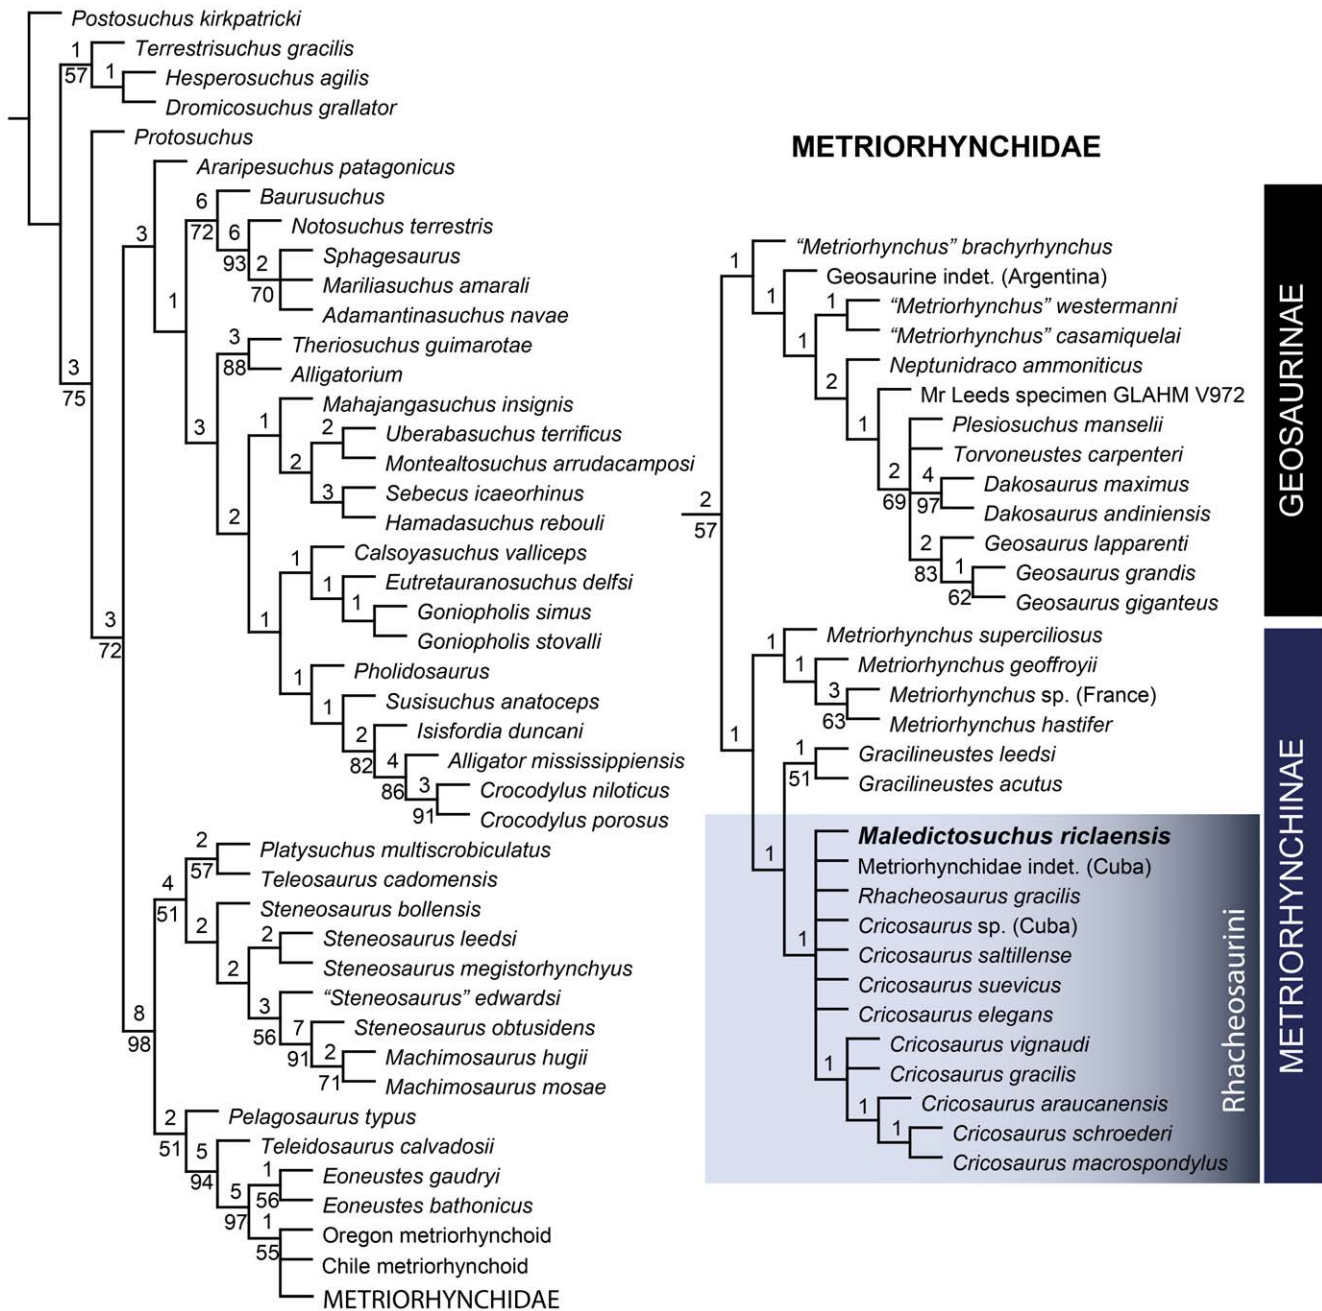 Postosuchus kirkpatricki
1
Terrestrisuchus gracilis
57
1
Hesperosuchus agilis
Dromicosuchus grallator
Protosuchus
3
75
Araripesuchus patagonicus
3
6
Baurusuchus
72
6
Notosuchus terrestris
93
2
Sphagesaurus
70
Mariliasuchus amarali
Adamantinasuchus navae
1
3
Theriosuchus guimarotae
88
Alligatorium
3
1
Mahajangasuchus insignis
2
Uberabasuchus terrificus
2
Montealtosuchus arrudacamposi
3
Sebecus icaeorhinus
Hamadasuchus rebouli
2
1
Calsoyasuchus valliceps
1
Eutretauranosuchus delfsi
1
Goniopholis simus
Goniopholis stovalli
1
3
72
1
Pholidosaurus
1
Susisuchus anatoceps
2
Isisfordia duncani
82
4
Alligator mississippiensis
86
3
Crocodylus niloticus
91
Crocodylus porosus
2
Platysuchus multiscrobiculatus
57
4
Teleosaurus cadomensis
51
2
Steneosaurus bollensis
2
2
Steneosaurus leedsi
Steneosaurus megistorhynchyus
3
“Steneosaurus” edwardsi
56
7
Steneosaurus obtusidens
91
2
Machimosaurus hugii
71
Machimosaurus mosae
8
98
2
Pelagosaurus typus
51
5
Teleidosaurus calvadosii
94
5
1
Eoneustes gaudryi
56
Eoneustes bathonicus
97
1
Oregon metriorhynchoid
55
Chile metriorhynchoid
METRIORHYNCHIDAE
METRIORHYNCHIDAE
1
“Metriorhynchus” brachyrhynchus
1
Geosaurine indet. (Argentina)
1
1
“Metriorhynchus” westermanni
“Metriorhynchus” casamiquelai
2
Neptunidraco ammoniticus
1
Mr Leeds specimen GLAHM V972
2
69
Plesiosuchus manselii
Torvoneustes carpenteri
4
Dakosaurus maximus
97
Dakosaurus andiniensis
2
Geosaurus lapparenti
83
1
Geosaurus grandis
62
Geosaurus giganteus
2
57
1
1
Metriorhynchus superciliosus
1
Metriorhynchus geoffroyii
3
Metriorhynchus sp. (France)
63
Metriorhynchus hastifer
1
1
Gracilineustes leedsi
51
Gracilineustes acutus
1
Maledictosuchus riclaensis
Metriorhynchidae indet. (Cuba)
Rhacheosaurus gracilis
Cricosaurus sp. (Cuba)
Cricosaurus saltillense
Cricosaurus suevicus
Cricosaurus elegans
1
Cricosaurus vignaudi
Cricosaurus gracilis
1
Cricosaurus araucanensis
1
Cricosaurus schroederi
Cricosaurus macrospondylus
Rhacheosaurini
GEOSAURINAE
METRIORHYNCHINAE